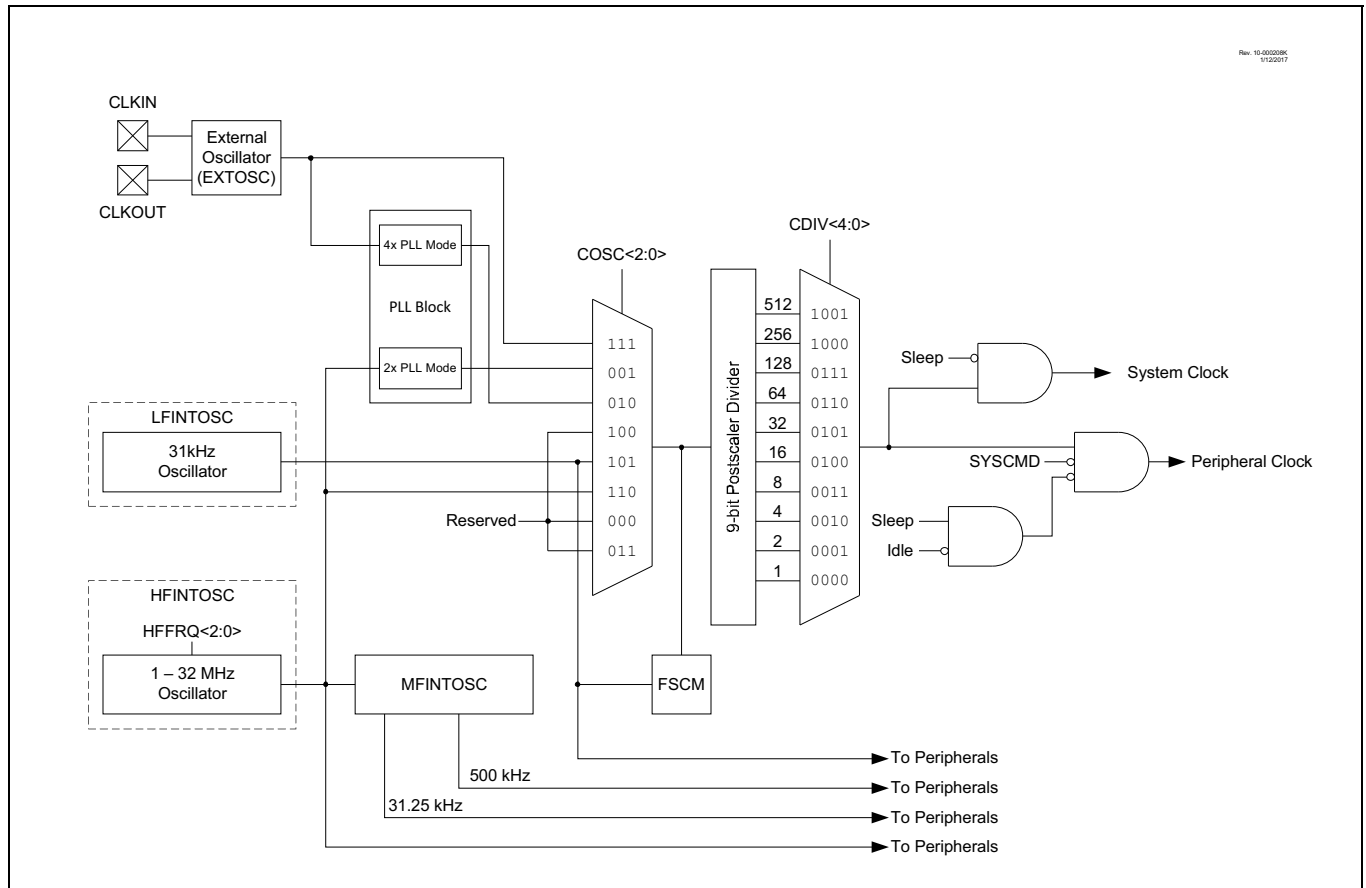 Rev. 10-000208K
1/12/2017
CLKIN
External
Oscillator
(EXTOSC)
CLKOUT
CDIV<4:0>
4x PLL Mode
COSC<2:0>
PLL Block
2x PLL Mode
111
001
010
100
101
110
000
011
9-bit Postscaler Divider
512
1001
256
1000
128
0111
64
0110
32
0101
16
0100
8
0011
4
0010
2
0001
1
0000
Sleep
System Clock
SYSCMD
Peripheral Clock
Sleep
Idle
LFINTOSC
31kHz
Oscillator
Reserved
HFINTOSC
HFFRQ<2:0>
1 – 32 MHz
Oscillator
MFINTOSC
FSCM
To Peripherals
500 kHz
To Peripherals
31.25 kHz
To Peripherals
To Peripherals